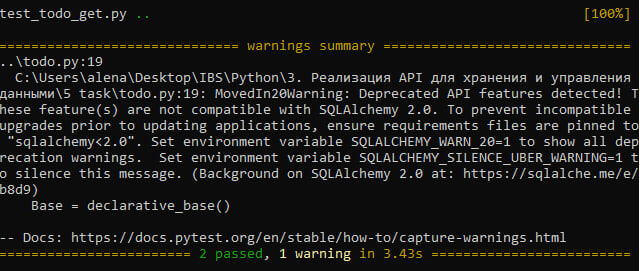 test_todo_get.py .. [100%]
============================== warnings summary ===============================
..\todo.py:19
  C:\Users\alena\Desktop\IBS\Python\3. Реализация API для хранения и управления
данными\5 task\todo.py:19: MovedIn20Warning: Deprecated API features detected! T
hese feature(s) are not compatible with SQLAlchemy 2.0. To prevent incompatible
upgrades prior to updating applications, ensure requirements files are pinned to
 "sqlalchemy<2.0". Set environment variable SQLALCHEMY_WARN_20=1 to show all dep
recation warnings.  Set environment variable SQLALCHEMY_SILENCE_UBER_WARNING=1 t
o silence this message. (Background on SQLAlchemy 2.0 at: https://sqlalche.me/e/
b8d9)
    Base = declarative_base()
-- Docs: https://docs.pytest.org/en/stable/how-to/capture-warnings.html
======================== 2 passed, 1 warning in 3.43s =========================